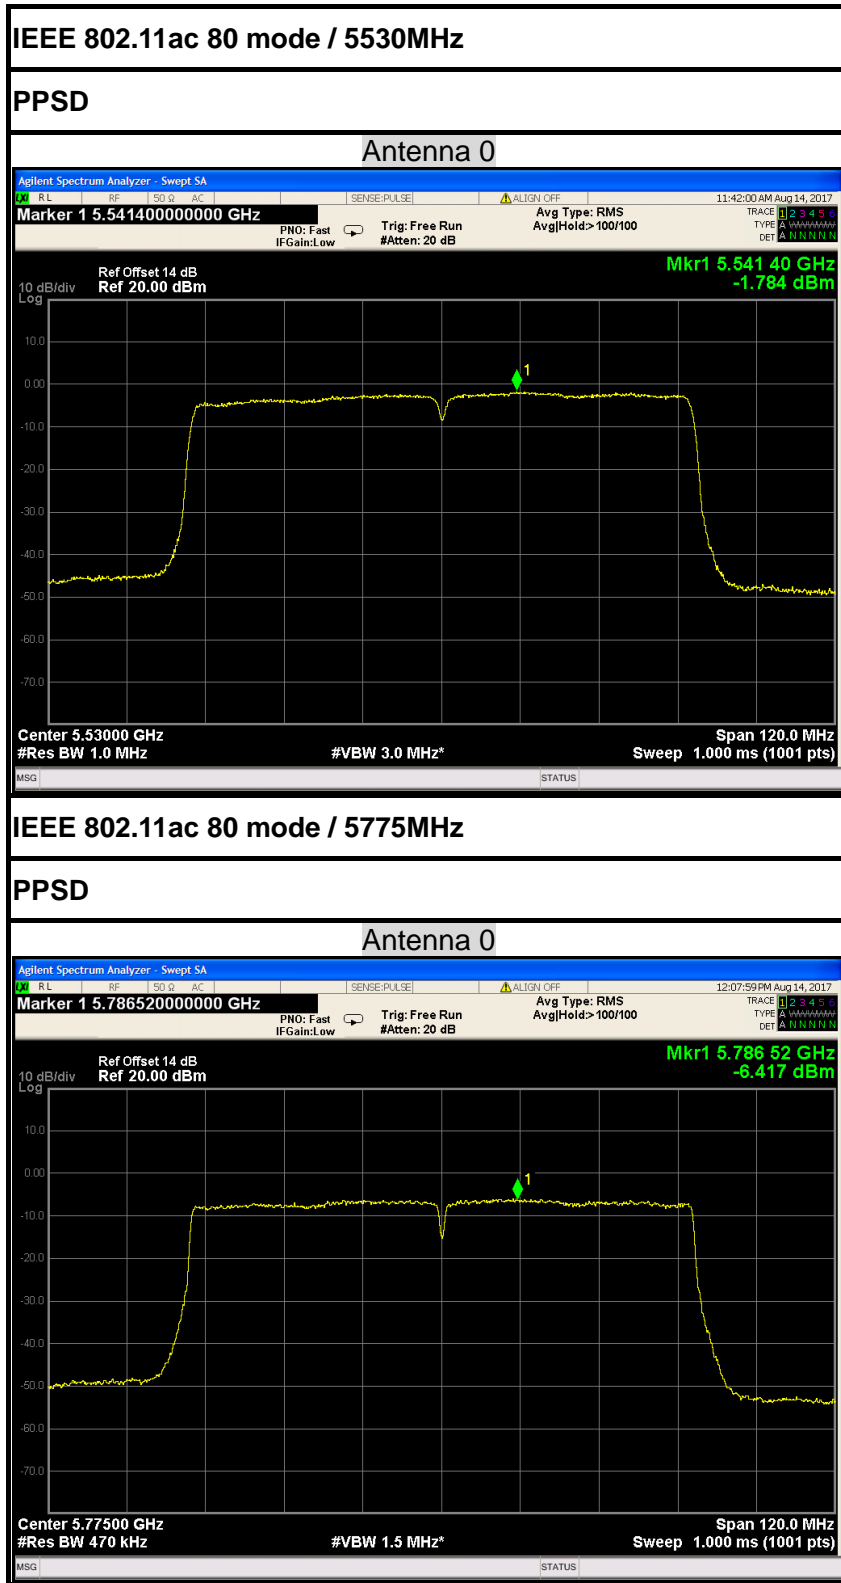 IEEE 802.11ac 80 mode / 5530MHz
PPSD
Antenna 0
Agilent Spectrum Analyzer - Swept SA
LXI RL RF 50 Ω AC SENSE:PULSE ALIGN OFF 11:42:00 AM Aug 14, 2017
Marker 1 5.541400000000 GHz Avg Type: RMS TRACE 1 2 3 4 5 6
PNO: Fast Trig: Free Run Avg|Hold:>100/100 TYPE A WWWWW
IFGain:Low #Atten: 20 dB DET A N N N N N
Mkr1 5.541 40 GHz
Ref Offset 14 dB
10 dB/div Ref 20.00 dBm -1.784 dBm
Log
10.0
1
0.00
-10.0
-20.0
-30.0
-40.0
-50.0
-60.0
-70.0
Center 5.53000 GHz Span 120.0 MHz
#Res BW 1.0 MHz #VBW 3.0 MHz* Sweep 1.000 ms (1001 pts)
MSG STATUS
IEEE 802.11ac 80 mode / 5775MHz
PPSD
Antenna 0
Agilent Spectrum Analyzer - Swept SA
LXI RL RF 50 Ω AC SENSE:PULSE ALIGN OFF 12:07:59 PM Aug 14, 2017
Marker 1 5.786520000000 GHz Avg Type: RMS TRACE 1 2 3 4 5 6
PNO: Fast Trig: Free Run Avg|Hold:>100/100 TYPE A WWWWW
IFGain:Low #Atten: 20 dB DET A N N N N N
Mkr1 5.786 52 GHz
Ref Offset 14 dB
10 dB/div Ref 20.00 dBm -6.417 dBm
Log
10.0
0.00
1
-10.0
-20.0
-30.0
-40.0
-50.0
-60.0
-70.0
Center 5.77500 GHz Span 120.0 MHz
#Res BW 470 kHz #VBW 1.5 MHz* Sweep 1.000 ms (1001 pts)
MSG STATUS